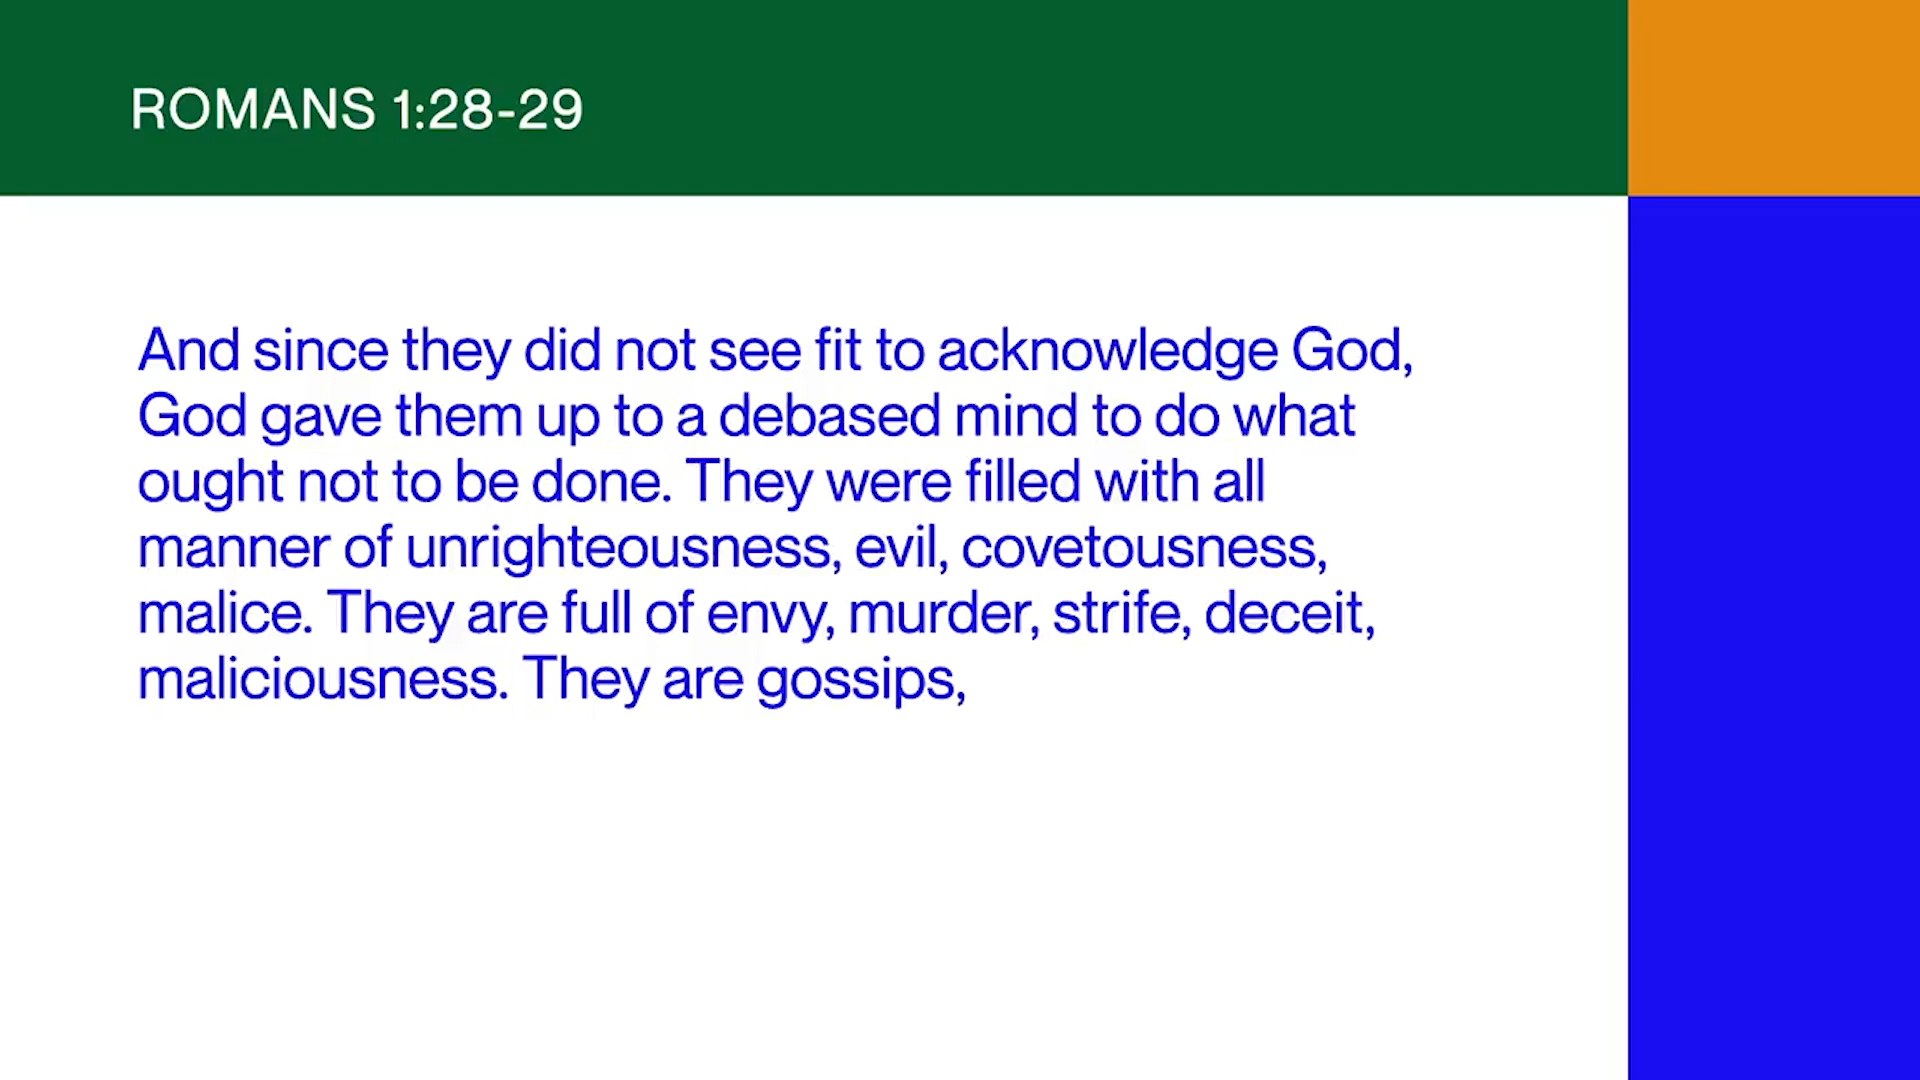 ROMANS 1:28-29
And since they did not see fit to acknowledge God,
God gave them up to a debased mind to do what
ought not to be done. They were filled with all
manner of unrighteousness, evil, covetousness,
malice. They are full of envy, murder, strife, deceit,
maliciousness. They are gossips,